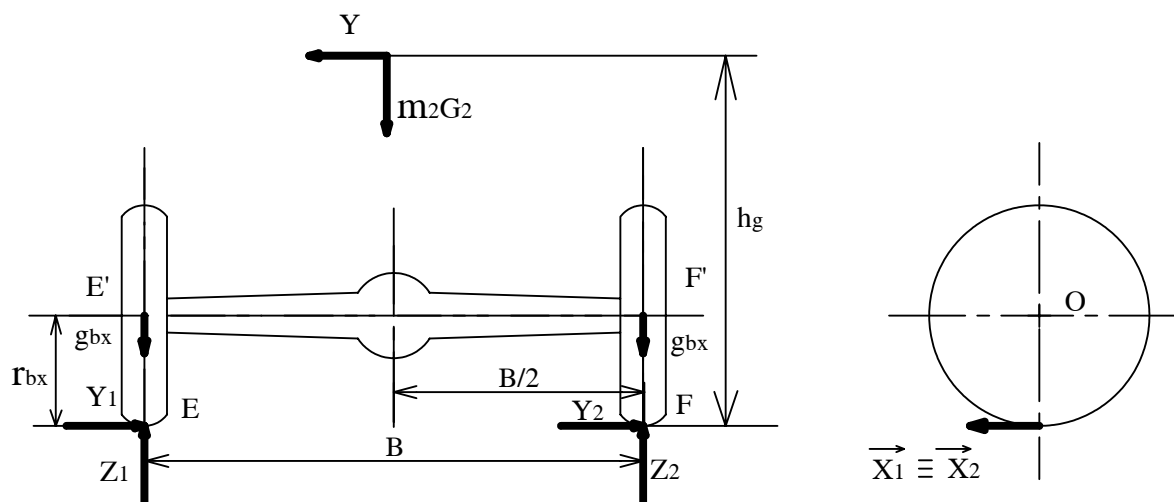 Y
m2G2
hg
E'
F'
O
gbx
gbx
rbx
B/2
Y1
E
Y2
F
B
Z1
Z2
X1 ≡ X2